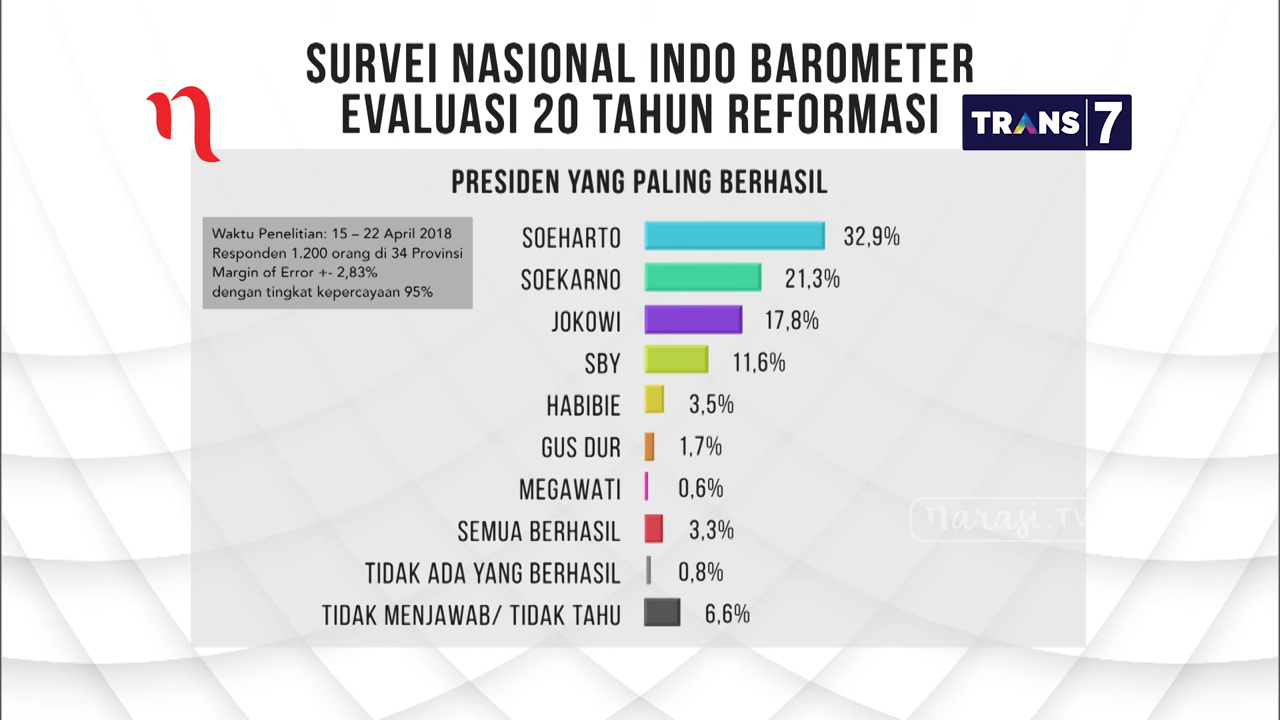 SURVEI NASIONAL INDO BAROMETER
EVALUASI 20 TAHUN REFORMASI
n
TRANS 7
PRESIDEN YANG PALING BERHASIL
Waktu Penelitian: 15 – 22 April 2018
Responden 1.200 orang di 34 Provinsi
Margin of Error +- 2,83%
dengan tingkat kepercayaan 95%
SOEHARTO 32,9%
SOEKARNO 21,3%
JOKOWI 17,8%
SBY 11,6%
HABIBIE 3,5%
GUS DUR 1,7%
MEGAWATI 0,6%
SEMUA BERHASIL 3,3%
TIDAK ADA YANG BERHASIL 0,8%
TIDAK MENJAWAB/ TIDAK TAHU 6,6%
narasi.TV